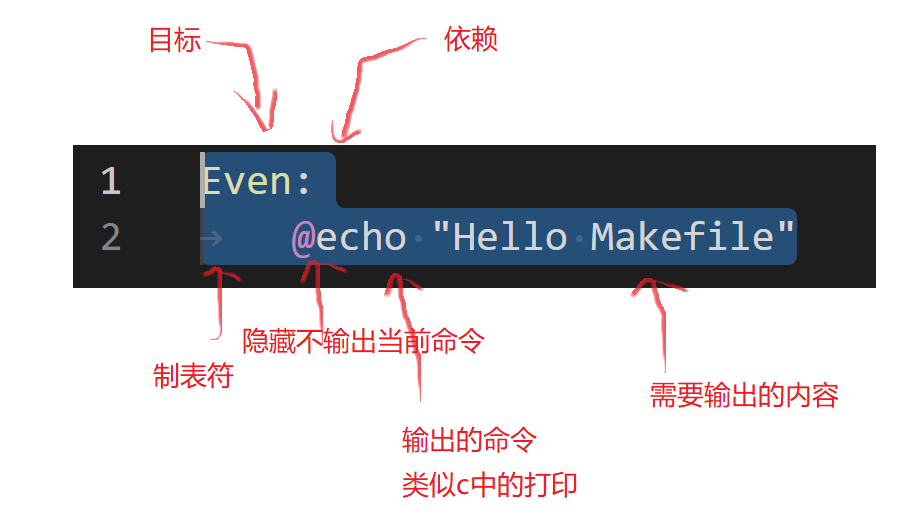 目标
依赖
1 Even:
2 → @echo·"Hello·Makefile"
隐藏不输出当前命令
制表符
需要输出的内容
输出的命令
类似c中的打印